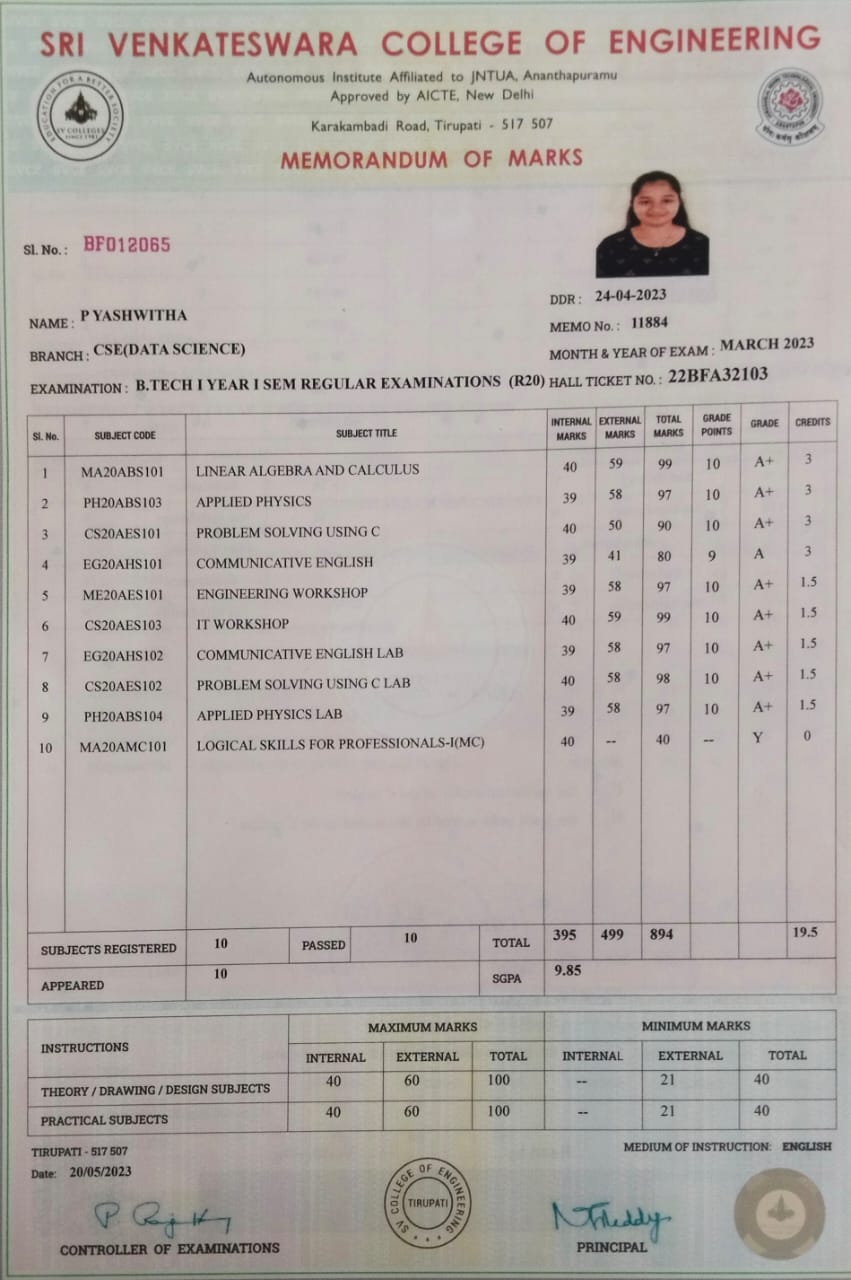 SRI VENKATESWARA COLLEGE OF ENGINEERING
Autonomous Institute Affiliated to JNTUA, Ananthapuramu
Approved by AICTE, New Delhi
Karakambadi Road, Tirupati - 517 507
MEMORANDUM OF MARKS
EDUCATION FOR A BETTER SOCIETY
SV COLLEGES
Sl. No. : BF012065
DDR : 24-04-2023
NAME : P YASHWITHA
MEMO No. : 11884
BRANCH : CSE(DATA SCIENCE)
MONTH & YEAR OF EXAM : MARCH 2023
EXAMINATION : B.TECH I YEAR I SEM REGULAR EXAMINATIONS (R20) HALL TICKET NO. : 22BFA32103
Sl. No. SUBJECT CODE SUBJECT TITLE INTERNAL MARKS EXTERNAL MARKS TOTAL MARKS GRADE POINTS GRADE CREDITS
1 MA20ABS101 LINEAR ALGEBRA AND CALCULUS 40 59 99 10 A+ 3
2 PH20ABS103 APPLIED PHYSICS 39 58 97 10 A+ 3
3 CS20AES101 PROBLEM SOLVING USING C 40 50 90 10 A+ 3
4 EG20AHS101 COMMUNICATIVE ENGLISH 39 41 80 9 A 3
5 ME20AES101 ENGINEERING WORKSHOP 39 58 97 10 A+ 1.5
6 CS20AES103 IT WORKSHOP 40 59 99 10 A+ 1.5
7 EG20AHS102 COMMUNICATIVE ENGLISH LAB 39 58 97 10 A+ 1.5
8 CS20AES102 PROBLEM SOLVING USING C LAB 40 58 98 10 A+ 1.5
9 PH20ABS104 APPLIED PHYSICS LAB 39 58 97 10 A+ 1.5
10 MA20AMC101 LOGICAL SKILLS FOR PROFESSIONALS-I(MC) 40 -- 40 -- Y 0
SUBJECTS REGISTERED 10 PASSED 10 TOTAL 395 499 894 19.5
APPEARED 10 SGPA 9.85
INSTRUCTIONS MAXIMUM MARKS MINIMUM MARKS
INTERNAL EXTERNAL TOTAL INTERNAL EXTERNAL TOTAL
THEORY / DRAWING / DESIGN SUBJECTS 40 60 100 -- 21 40
PRACTICAL SUBJECTS 40 60 100 -- 21 40
TIRUPATI - 517 507
MEDIUM OF INSTRUCTION: ENGLISH
Date: 20/05/2023
SV COLLEGE OF ENGINEERING
TIRUPATI
CONTROLLER OF EXAMINATIONS
PRINCIPAL